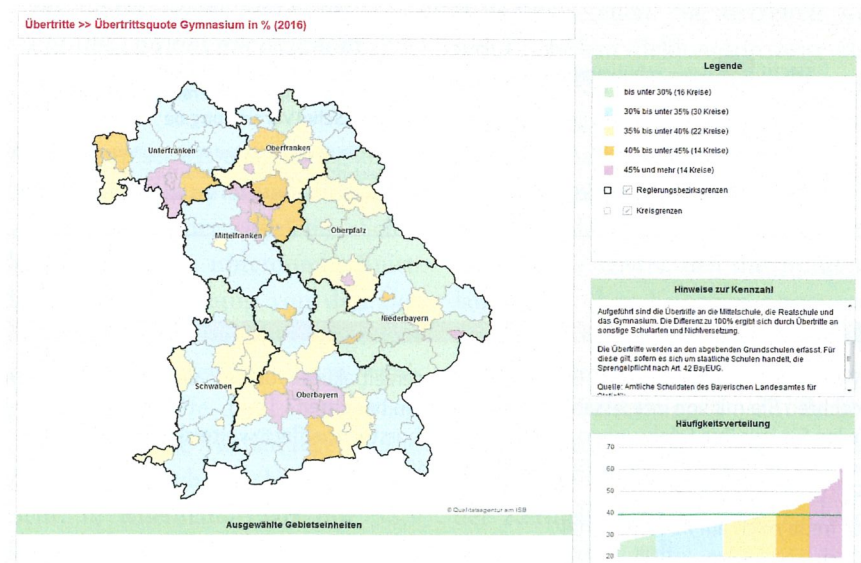 Übertritte >> Übertrittsquote Gymnasium in % (2016)
Unterfranken
Oberfranken
Mittelfranken
Oberpfalz
Niederbayern
Schwaben
Oberbayern
© Qualitätsagentur am ISB
Ausgewählte Gebietseinheiten
Legende
bis unter 30% (16 Kreise)
30% bis unter 35% (30 Kreise)
35% bis unter 40% (22 Kreise)
40% bis unter 45% (14 Kreise)
45% und mehr (14 Kreise)
Regierungsbezirksgrenzen
Kreisgrenzen
Hinweise zur Kennzahl
Aufgeführt sind die Übertritte an die Mittelschule, die Realschule und
das Gymnasium. Die Differenz zu 100% ergibt sich durch Übertritte an
sonstige Schularten und Nichtversetzung.
Die Übertritte werden an den abgebenden Grundschulen erfasst. Für
diese gilt, sofern es sich um staatliche Schulen handelt, die
Sprengelpflicht nach Art. 42 BayEUG.
Quelle: Amtliche Schuldaten des Bayerischen Landesamtes für
Häufigkeitsverteilung
70
60
50
40
30
20